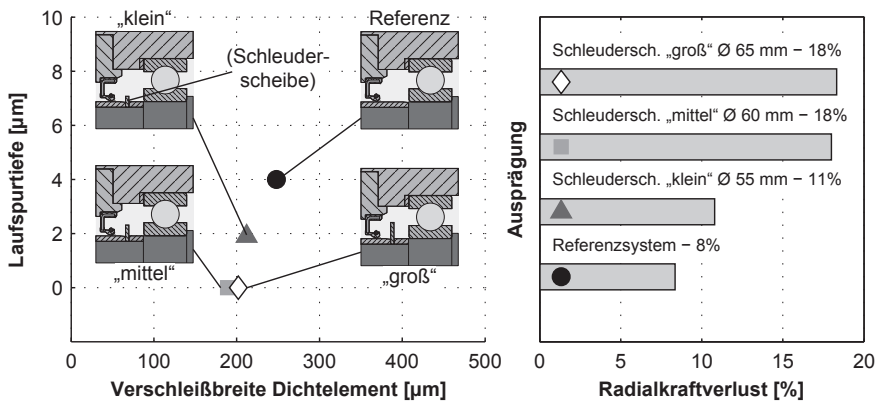 „klein“
Referenz
(Schleuder-
scheibe)
„mittel“
„groß“
10
8
6
4
2
0
Laufspurtiefe [µm]
0 100 200 300 400 500
Verschleißbreite Dichtelement [µm]
Ausprägung
Schleudersch. „groß“ Ø 65 mm − 18%
Schleudersch. „mittel“ Ø 60 mm − 18%
Schleudersch. „klein“ Ø 55 mm − 11%
Referenzsystem − 8%
0 5 10 15 20
Radialkraftverlust [%]